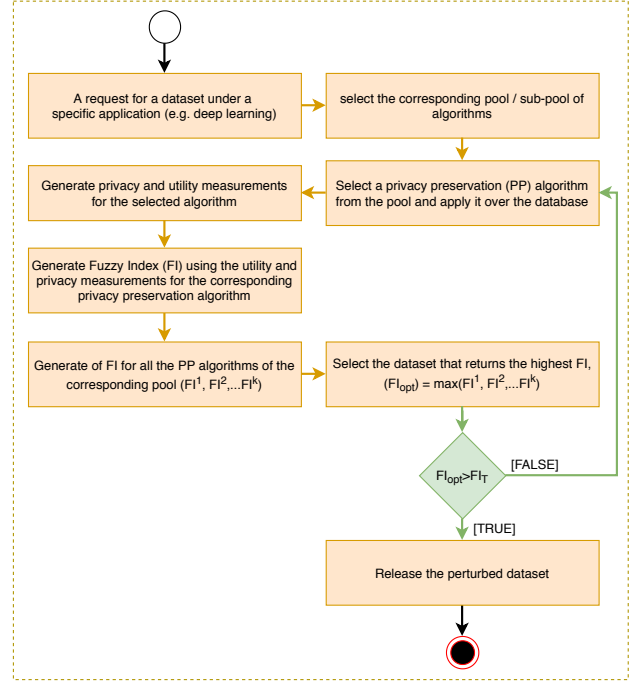 A request for a dataset under a
specific application (e.g. deep learning)
select the corresponding pool / sub-pool of
algorithms
Select a privacy preservation (PP) algorithm
from the pool and apply it over the database
Generate privacy and utility measurements
for the selected algorithm
Generate Fuzzy Index (FI) using the utility and
privacy measurements for the corresponding
privacy preservation algorithm
Generate of FI for all the PP algorithms of the
corresponding pool (FI¹, FI²,...FIᵏ)
Select the dataset that returns the highest FI,
(FIₒₚₜ) = max(FI¹, FI²,...FIᵏ)
FIₒₚₜ>FI_T
[FALSE]
[TRUE]
Release the perturbed dataset